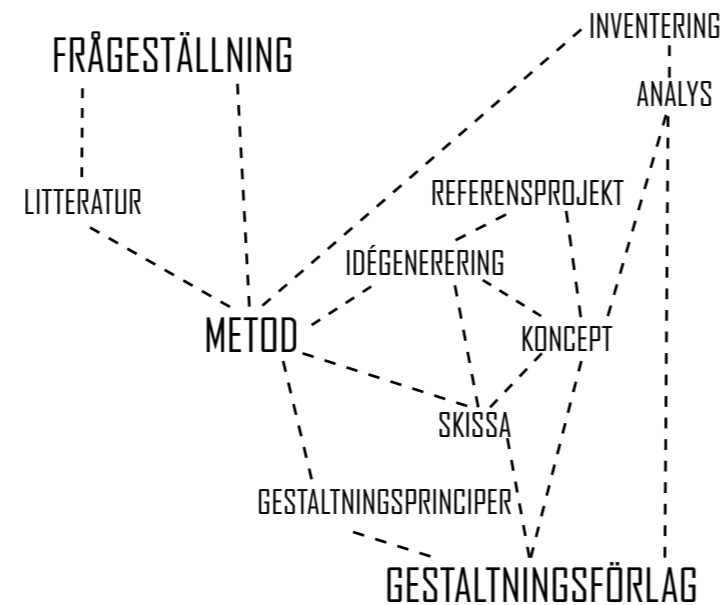 INVENTERING
FRÅGESTÄLLNING
ANALYS
REFERENSPROJEKT
LITTERATUR
IDÉGENERERING
METOD
KONCEPT
SKISSA
GESTALTNINGSPRINCIPER
GESTALTNINGSFÖRLAG